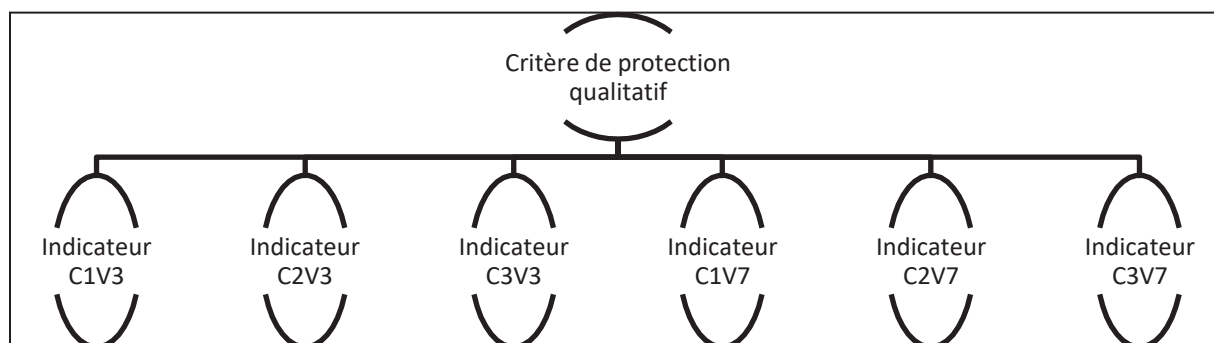 Critère de protection
qualitatif
Indicateur
C1V3
Indicateur
C2V3
Indicateur
C3V3
Indicateur
C1V7
Indicateur
C2V7
Indicateur
C3V7